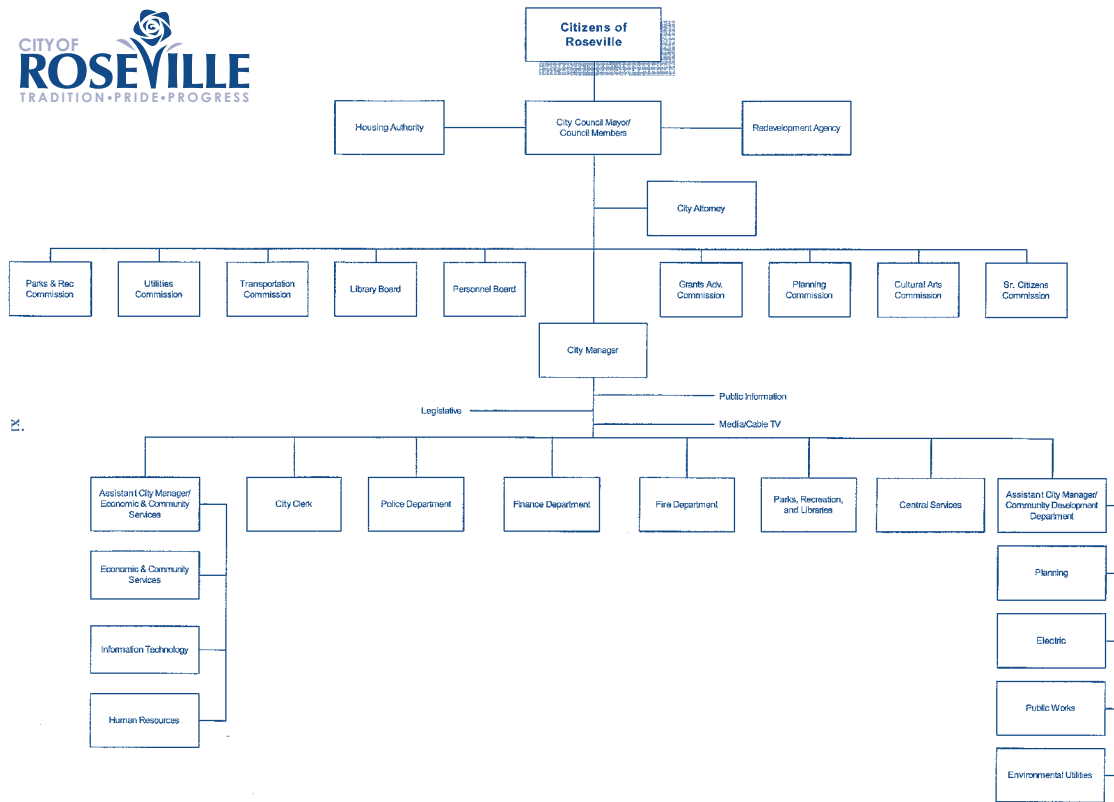 CITY OF
ROSEVILLE
TRADITION•PRIDE•PROGRESS
Citizens of
Roseville
Housing Authority
City Council Mayor/
Council Members
Redevelopment Agency
City Attorney
Parks & Rec
Commission
Utilities
Commission
Transportation
Commission
Library Board
Personnel Board
Grants Adv.
Commission
Planning
Commission
Cultural Arts
Commission
Sr. Citizens
Commission
City Manager
Public Information
Legislative
Media/Cable TV
xi
Assistant City Manager/
Economic & Community
Services
City Clerk
Police Department
Finance Department
Fire Department
Parks, Recreation,
and Libraries
Central Services
Assistant City Manager/
Community Development
Department
Economic & Community
Services
Information Technology
Human Resources
Planning
Electric
Public Works
Environmental Utilities